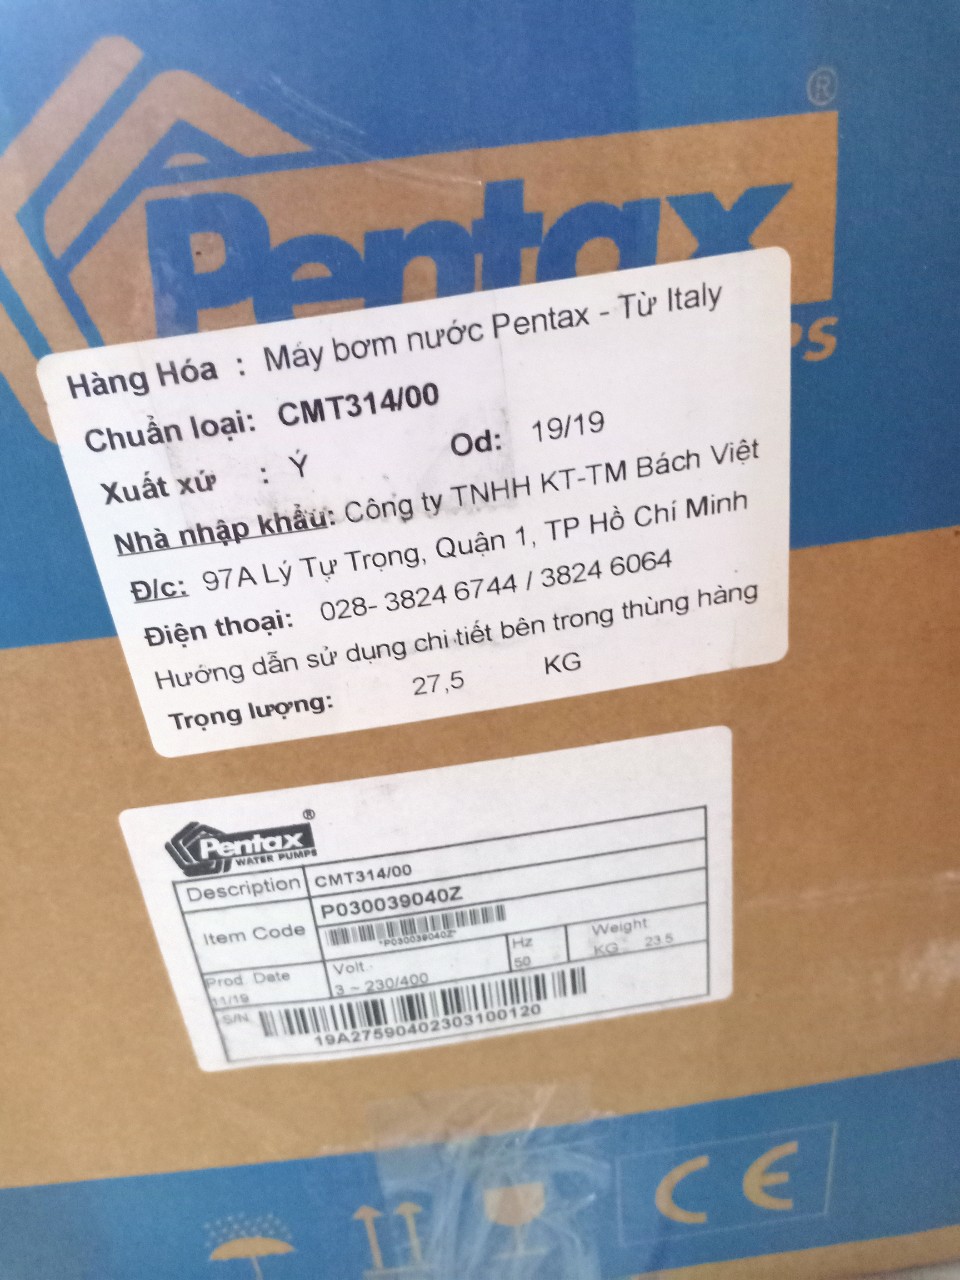 ®
Pentax
PS
Hàng Hóa : Máy bơm nước Pentax - Từ Italy
Chuẩn loại: CMT314/00
Xuất xứ : Ý Od: 19/19
Nhà nhập khẩu: Công ty TNHH KT-TM Bách Việt
Đ/c: 97A Lý Tự Trọng, Quận 1, TP Hồ Chí Minh
Điện thoại: 028- 3824 6744 / 3824 6064
Hướng dẫn sử dụng chi tiết bên trong thùng hàng
Trọng lượng: 27,5 KG
Pentax ®
WATER PUMPS
Description CMT314/00
Item Code P030039040Z
*P030039040Z*
Prod. Date Volt. Hz Weight
11/19 3 ~ 230/400 50 KG 23.5
S/N.
19A27590402303100120
CE